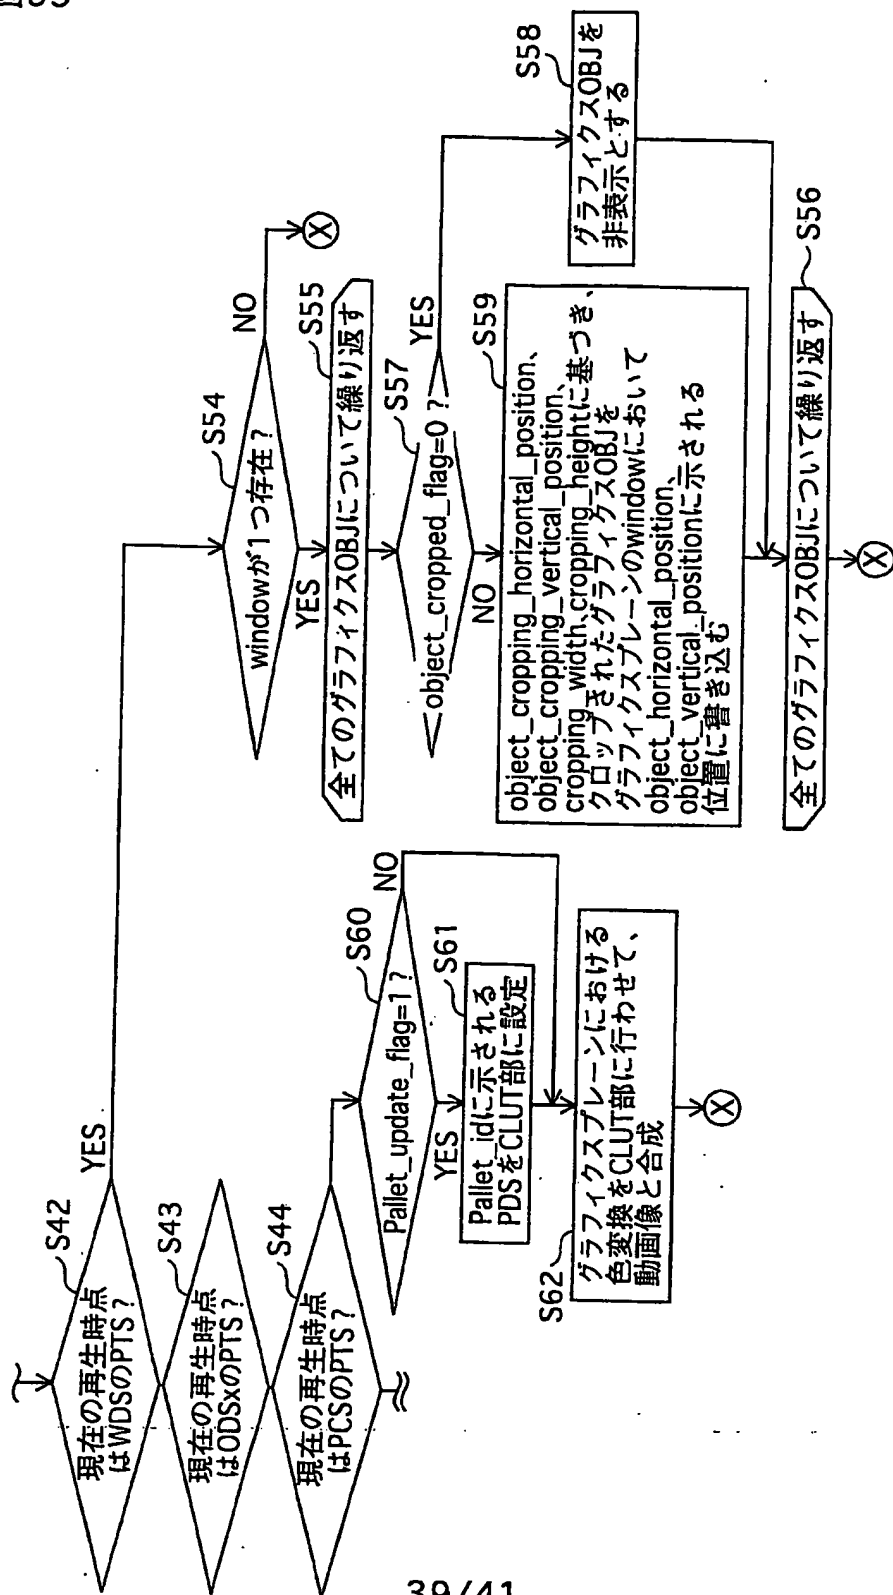 現在の再生時点
はWDSのPTS?
S42
YES
現在の再生時点
はODSxのPTS?
S43
現在の再生時点
はPCSのPTS?
S44
windowが1つ存在?
S54
NO
X
YES
全てのグラフィクスOBJについて繰り返す
S55
object_cropped_flag=0?
S57
YES
NO
グラフィクスOBJを
非表示とする
S58
object_cropping_horizontal_position、
object_cropping_vertical_position、
cropping_width、cropping_heightに基づき、
クロップされたグラフィクスOBJを
グラフィクスプレーンのwindowにおいて
object_horizontal_position、
object_vertical_positionに示される
位置に書き込む
S59
全てのグラフィクスOBJについて繰り返す
S56
X
Pallet_update_flag=1?
S60
NO
YES
Pallet_idに示される
PDSをCLUT部に設定
S61
グラフィクスプレーンにおける
色変換をCLUT部に行わせて、
動画像と合成
S62
X
39/41